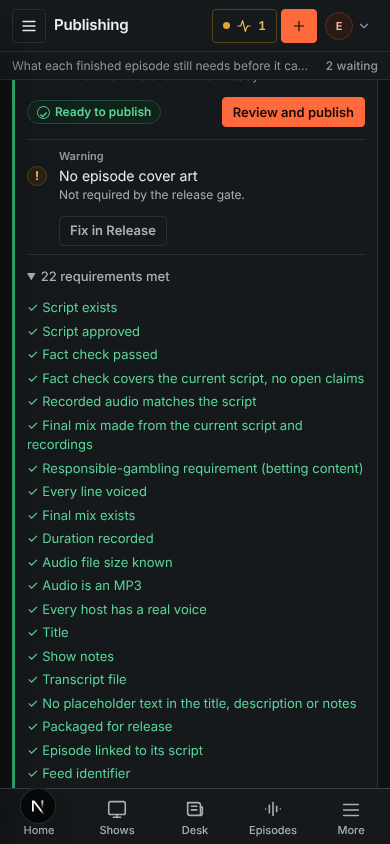 Publishing
1
E
What each finished episode still needs before it ca...
2 waiting
Ready to publish
Review and publish
Warning
! No episode cover art
Not required by the release gate.
Fix in Release
▼ 22 requirements met
✓ Script exists
✓ Script approved
✓ Fact check passed
✓ Fact check covers the current script, no open claims
✓ Recorded audio matches the script
✓ Final mix made from the current script and
recordings
✓ Responsible-gambling requirement (betting content)
✓ Every line voiced
✓ Final mix exists
✓ Duration recorded
✓ Audio file size known
✓ Audio is an MP3
✓ Every host has a real voice
✓ Title
✓ Show notes
✓ Transcript file
✓ No placeholder text in the title, description or notes
✓ Packaged for release
✓ Episode linked to its script
✓ Feed identifier
N
Home
Shows
Desk
Episodes
More